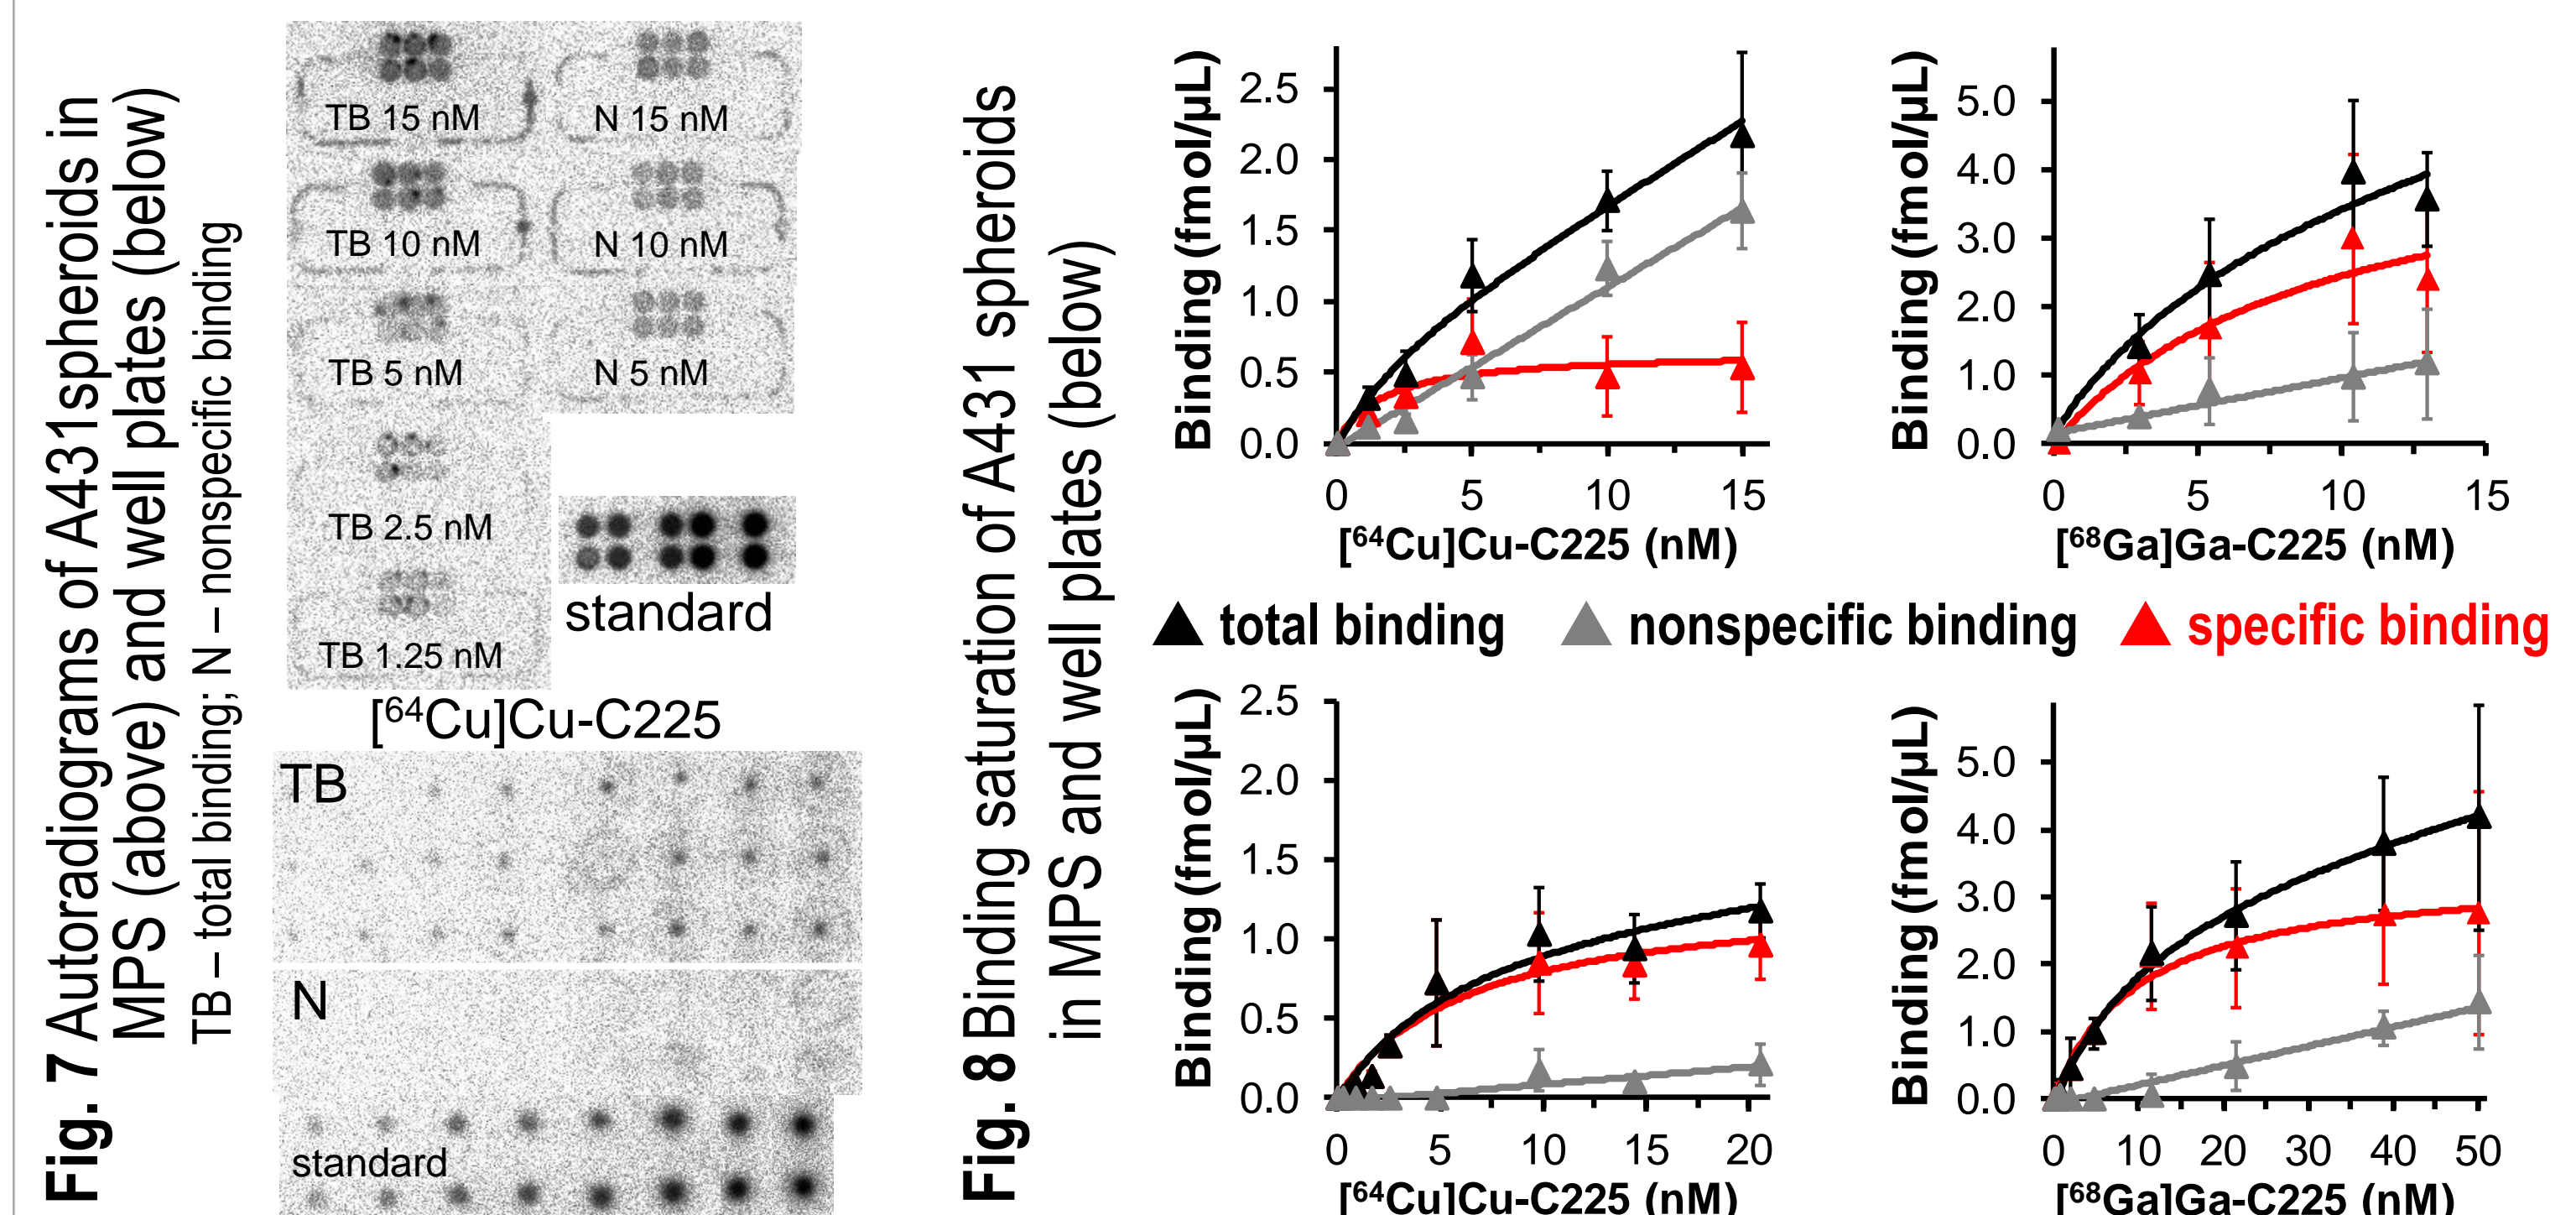 Fig. 7 Autoradiograms of A431spheroids in
MPS (above) and well plates (below)
TB – total binding; N – nonspecific binding
TB 15 nM
N 15 nM
TB 10 nM
N 10 nM
TB 5 nM
N 5 nM
TB 2.5 nM
TB 1.25 nM
standard
[64Cu]Cu-C225
TB
N
standard
Fig. 8 Binding saturation of A431 spheroids
in MPS and well plates (below)
Binding (fmol/µL)
2.5
2.0
1.5
1.0
0.5
0.0
0 5 10 15
[64Cu]Cu-C225 (nM)
Binding (fmol/µL)
5.0
4.0
3.0
2.0
1.0
0.0
0 5 10 15
[68Ga]Ga-C225 (nM)
total binding nonspecific binding specific binding
Binding (fmol/µL)
2.5
2.0
1.5
1.0
0.5
0.0
0 5 10 15 20
[64Cu]Cu-C225 (nM)
Binding (fmol/µL)
5.0
4.0
3.0
2.0
1.0
0.0
0 10 20 30 40 50
[68Ga]Ga-C225 (nM)